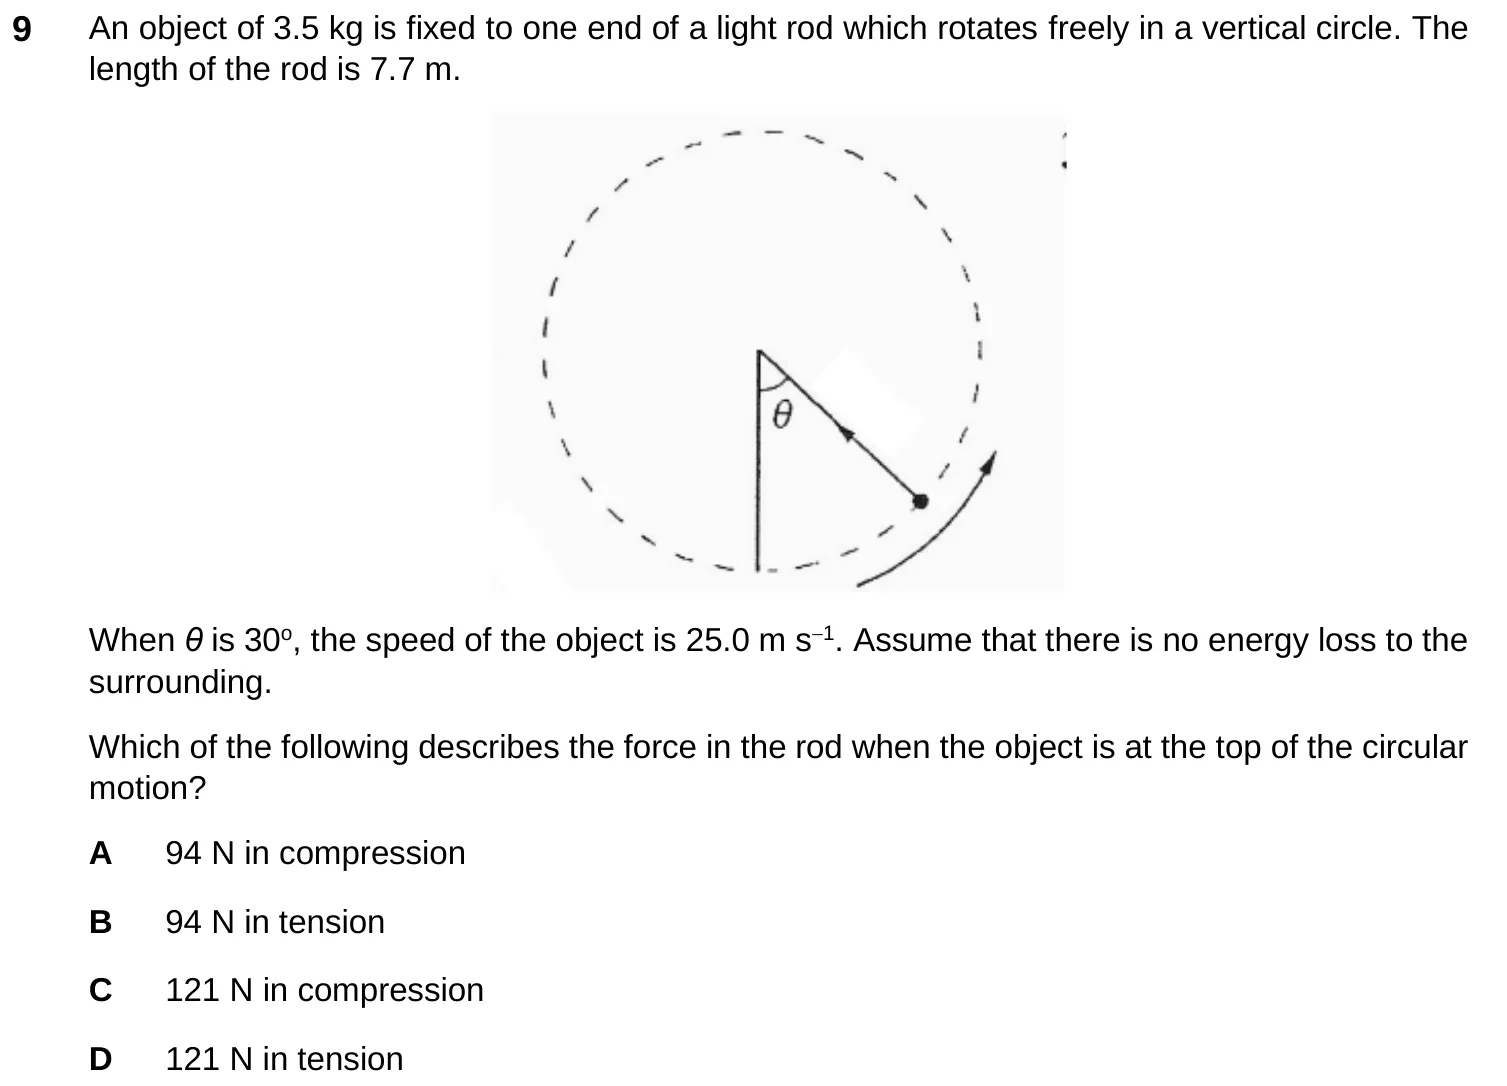 9 An object of 3.5 kg is fixed to one end of a light rod which rotates freely in a vertical circle. The
length of the rod is 7.7 m.
θ
When θ is 30º, the speed of the object is 25.0 m s⁻¹. Assume that there is no energy loss to the
surrounding.
Which of the following describes the force in the rod when the object is at the top of the circular
motion?
A 94 N in compression
B 94 N in tension
C 121 N in compression
D 121 N in tension